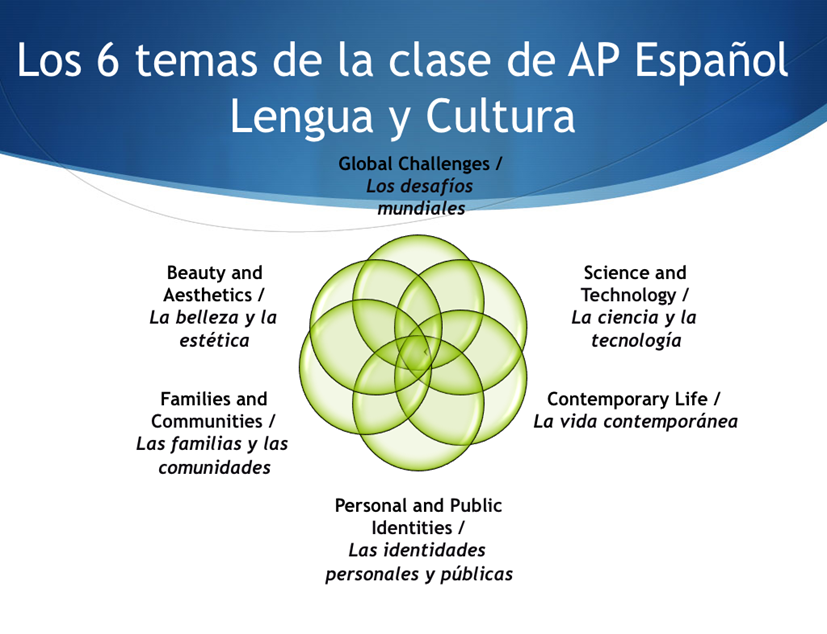 Los 6 temas de la clase de AP Español
Lengua y Cultura
Global Challenges /
Los desafíos
mundiales
Beauty and
Aesthetics /
La belleza y la
estética
Science and
Technology /
La ciencia y la
tecnología
Families and
Communities /
Las familias y las
comunidades
Contemporary Life /
La vida contemporánea
Personal and Public
Identities /
Las identidades
personales y públicas